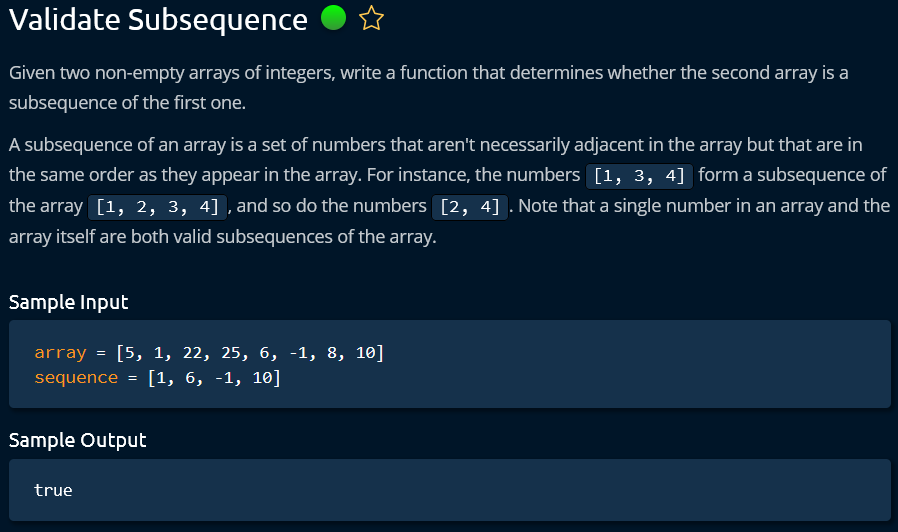 Validate Subsequence
Given two non-empty arrays of integers, write a function that determines whether the second array is a
subsequence of the first one.
A subsequence of an array is a set of numbers that aren't necessarily adjacent in the array but that are in
the same order as they appear in the array. For instance, the numbers [1, 3, 4] form a subsequence of
the array [1, 2, 3, 4], and so do the numbers [2, 4]. Note that a single number in an array and the
array itself are both valid subsequences of the array.
Sample Input
array = [5, 1, 22, 25, 6, -1, 8, 10]
sequence = [1, 6, -1, 10]
Sample Output
true